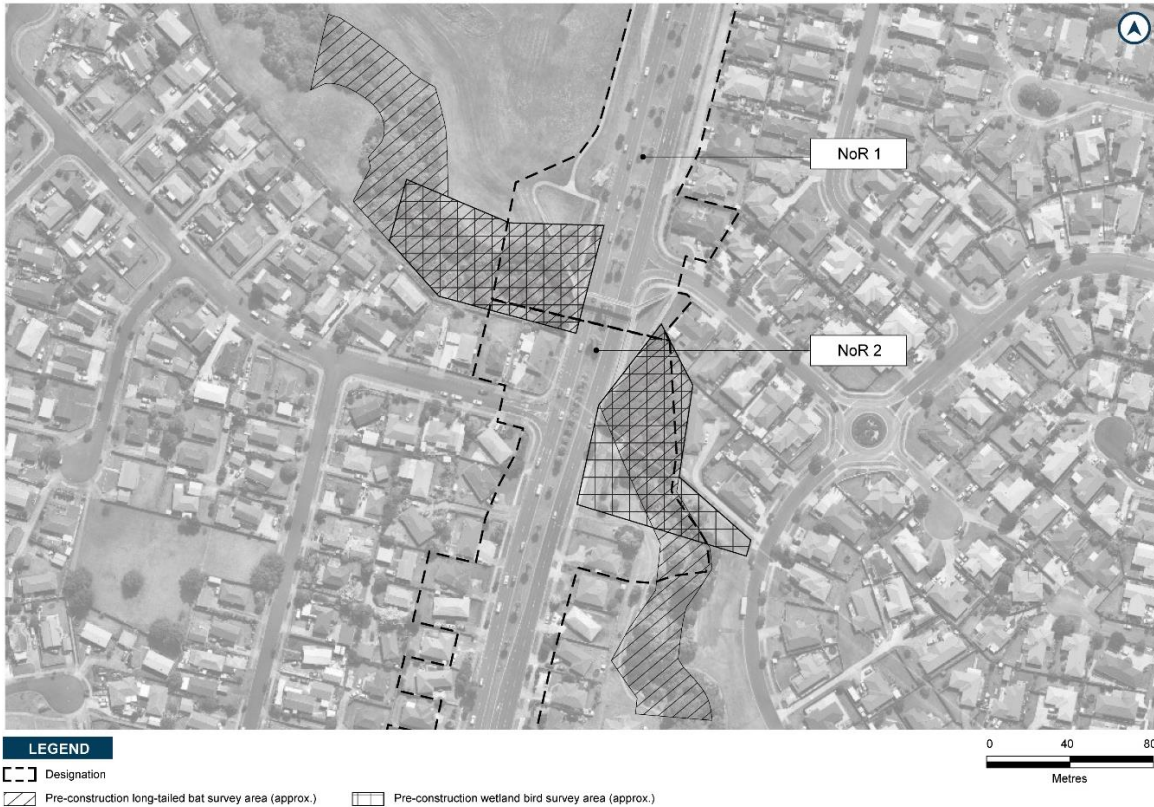 NoR 1
NoR 2
LEGEND
Designation
Pre-construction long-tailed bat survey area (approx.) Pre-construction wetland bird survey area (approx.)
0 40 80
Metres